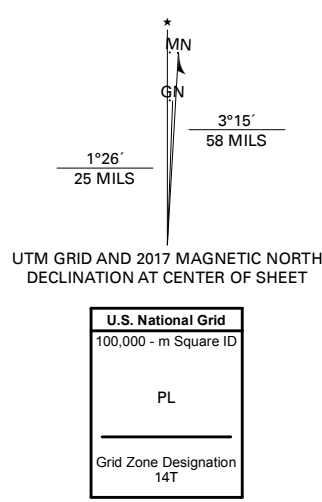 ★
MN
GN
3°15´
58 MILS
1°26´
25 MILS
UTM GRID AND 2017 MAGNETIC NORTH
DECLINATION AT CENTER OF SHEET
U.S. National Grid
100,000 - m Square ID
PL
Grid Zone Designation
14T